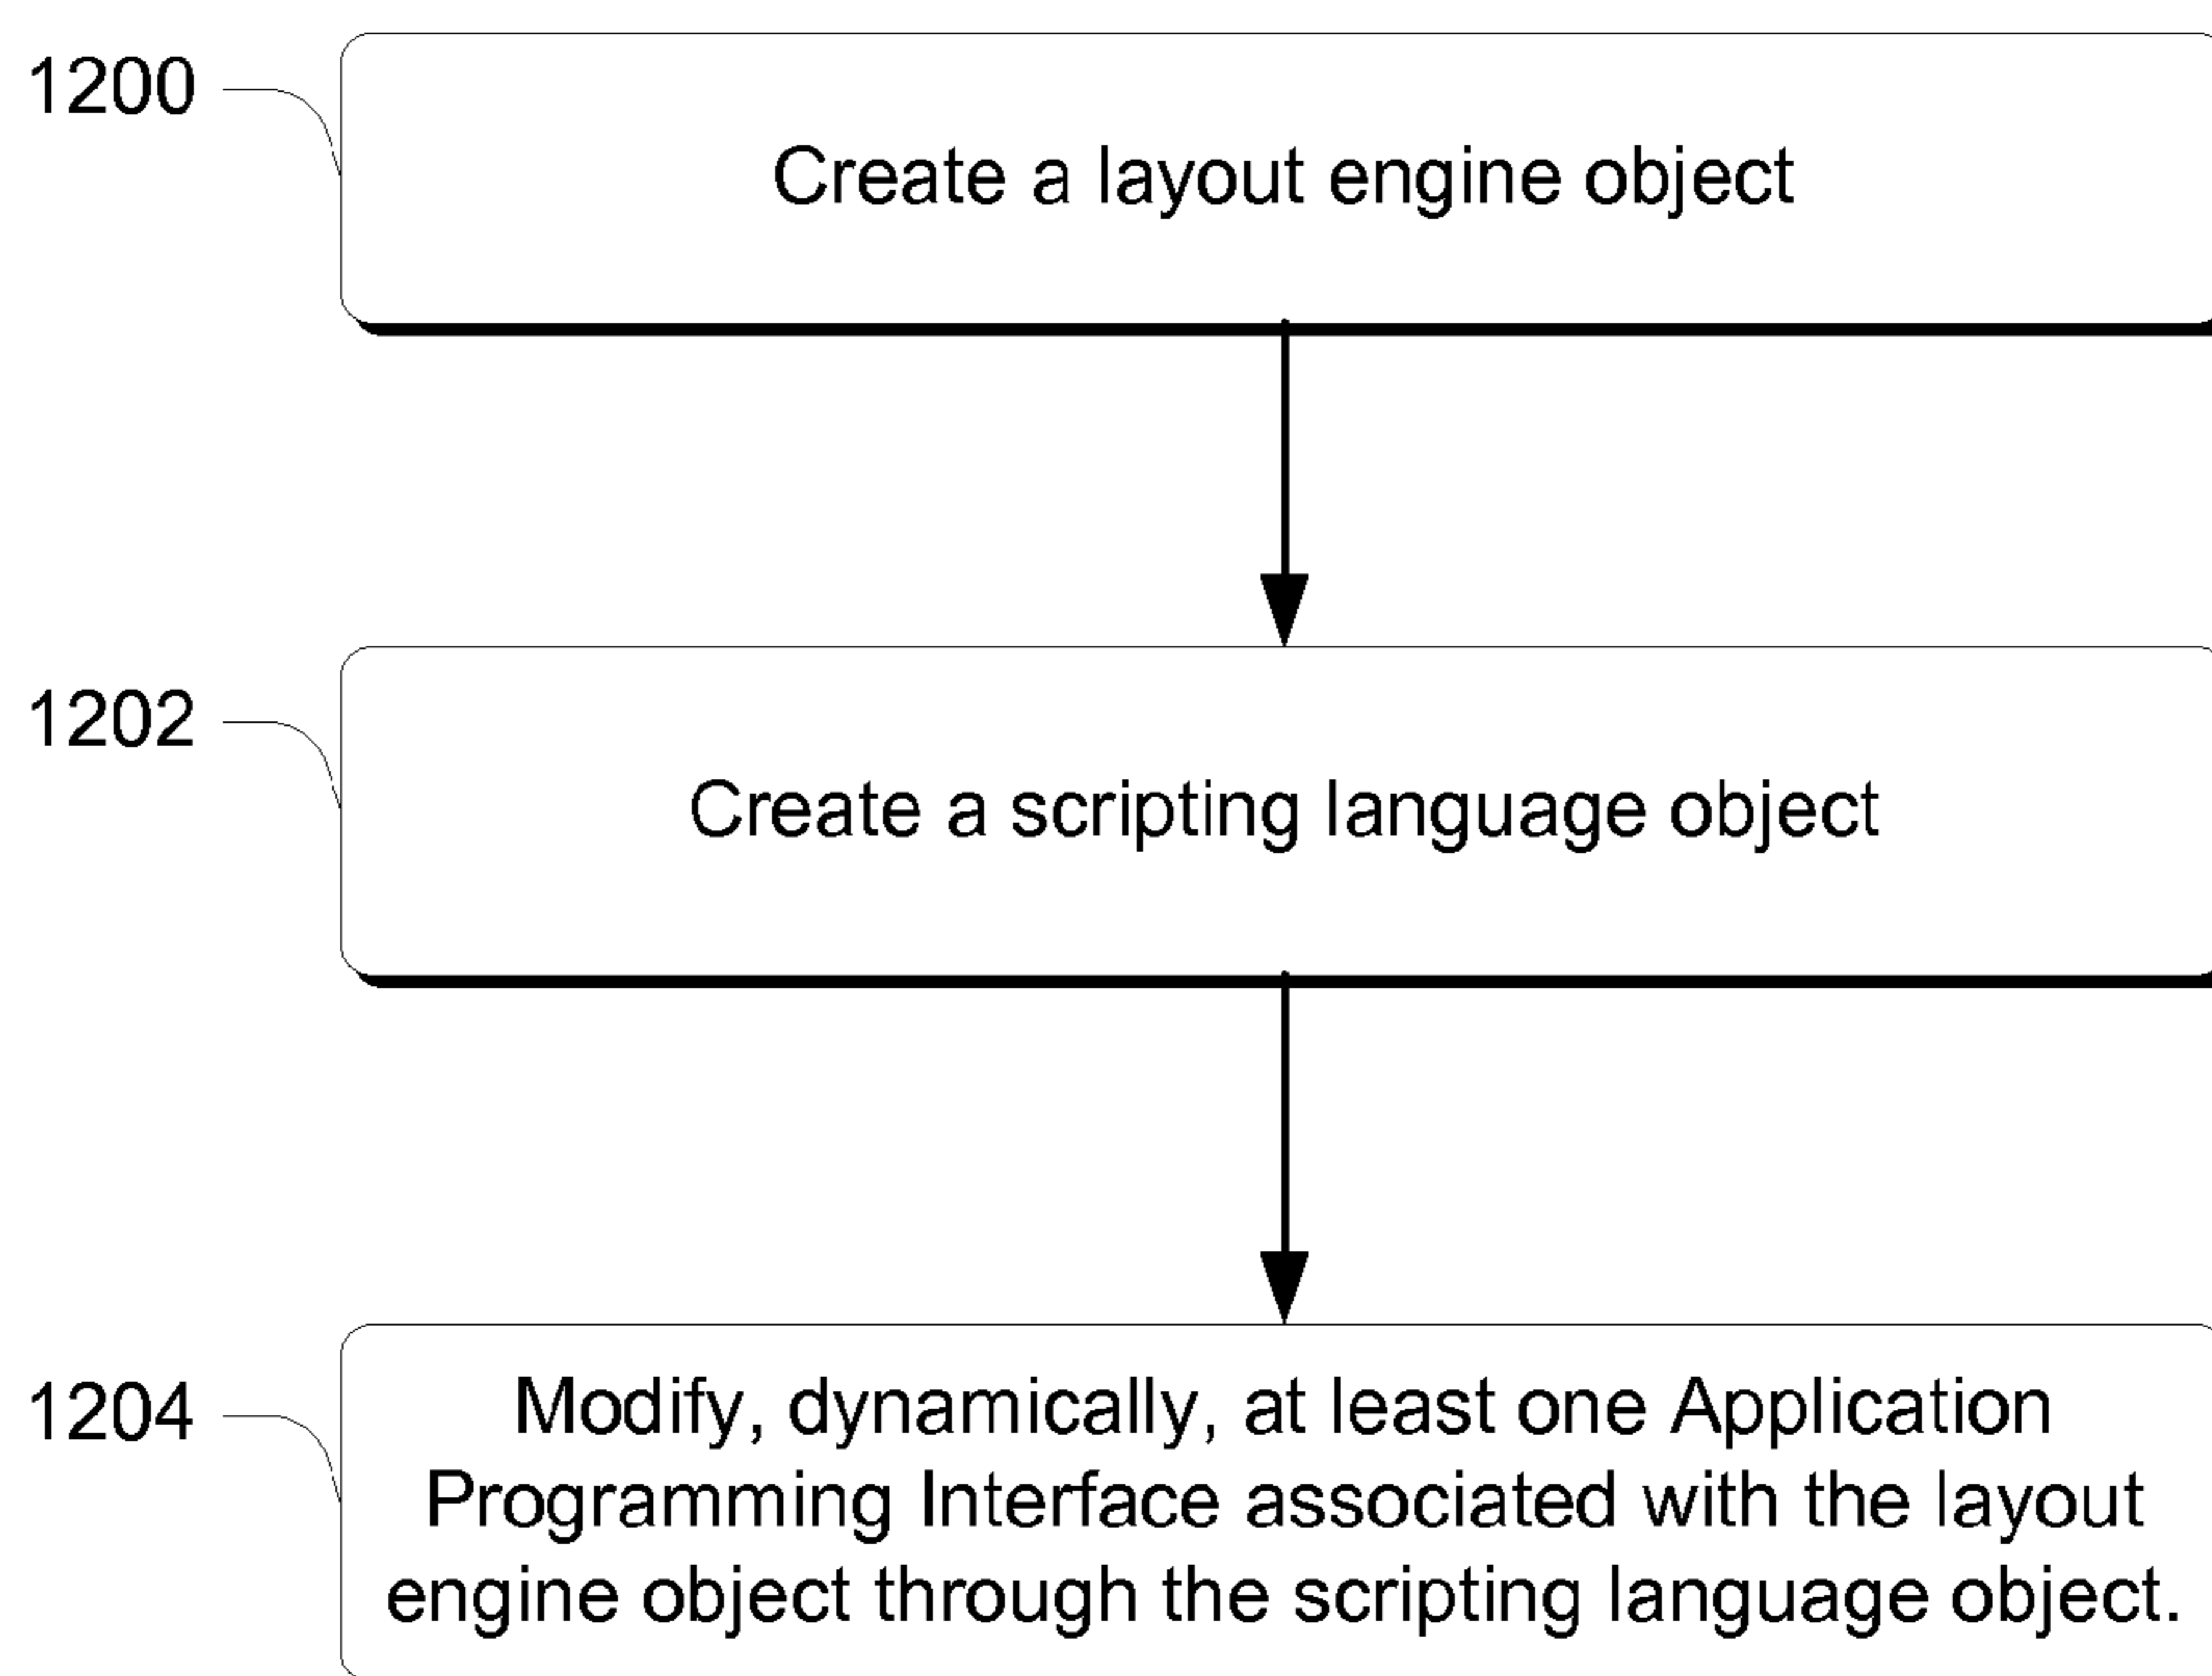 1200
Create a layout engine object
1202
Create a scripting language object
1204
Modify, dynamically, at least one Application
Programming Interface associated with the layout
engine object through the scripting language object.